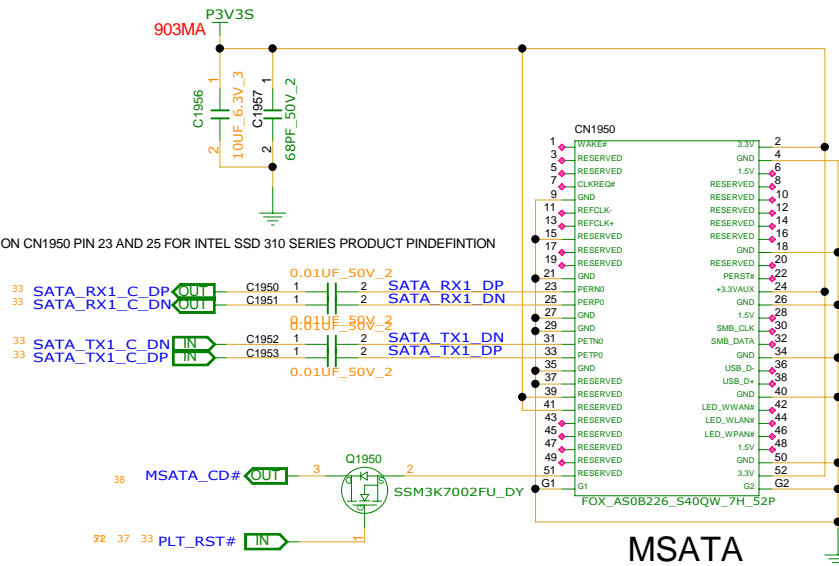 P3V3S
903MA
C1956
1
2
10UF_6.3V_3
C1957
1
2
68PF_50V_2
ON CN1950 PIN 23 AND 25 FOR INTEL SSD 310 SERIES PRODUCT PINDEFINTION
CN1950
1 WAKE# 3.3V 2
3 RESERVED GND 4
5 RESERVED 1.5V 6
7 CLKREQ# RESERVED 8
9 GND RESERVED 10
11 REFCLK- RESERVED 12
13 REFCLK+ RESERVED 14
15 RESERVED RESERVED 16
17 RESERVED GND 18
19 RESERVED RESERVED 20
21 GND PERST# 22
23 PERN0 +3.3VAUX 24
25 PERP0 GND 26
27 GND 1.5V 28
29 GND SMB_CLK 30
31 PETN0 SMB_DATA 32
33 PETP0 GND 34
35 GND USB_D- 36
37 RESERVED USB_D+ 38
39 RESERVED GND 40
41 RESERVED LED_WWAN# 42
43 RESERVED LED_WLAN# 44
45 RESERVED LED_WPAN# 46
47 RESERVED 1.5V 48
49 RESERVED GND 50
51 RESERVED 3.3V 52
G1 G1 G2 G2
FOX_AS0B226_S40QW_7H_52P
0.01UF_50V_2
33 SATA_RX1_C_DP OUT C1950 1 2 SATA_RX1_DP
33 SATA_RX1_C_DN OUT C1951 1 2 SATA_RX1_DN
0.01UF_50V_2
0.01UF_50V_2
33 SATA_TX1_C_DN IN C1952 1 2 SATA_TX1_DN
33 SATA_TX1_C_DP IN C1953 1 2 SATA_TX1_DP
0.01UF_50V_2
Q1950
38 MSATA_CD# OUT 3 2
D S
G
SSM3K7002FU_DY
37 33 PLT_RST# IN 1
MSATA